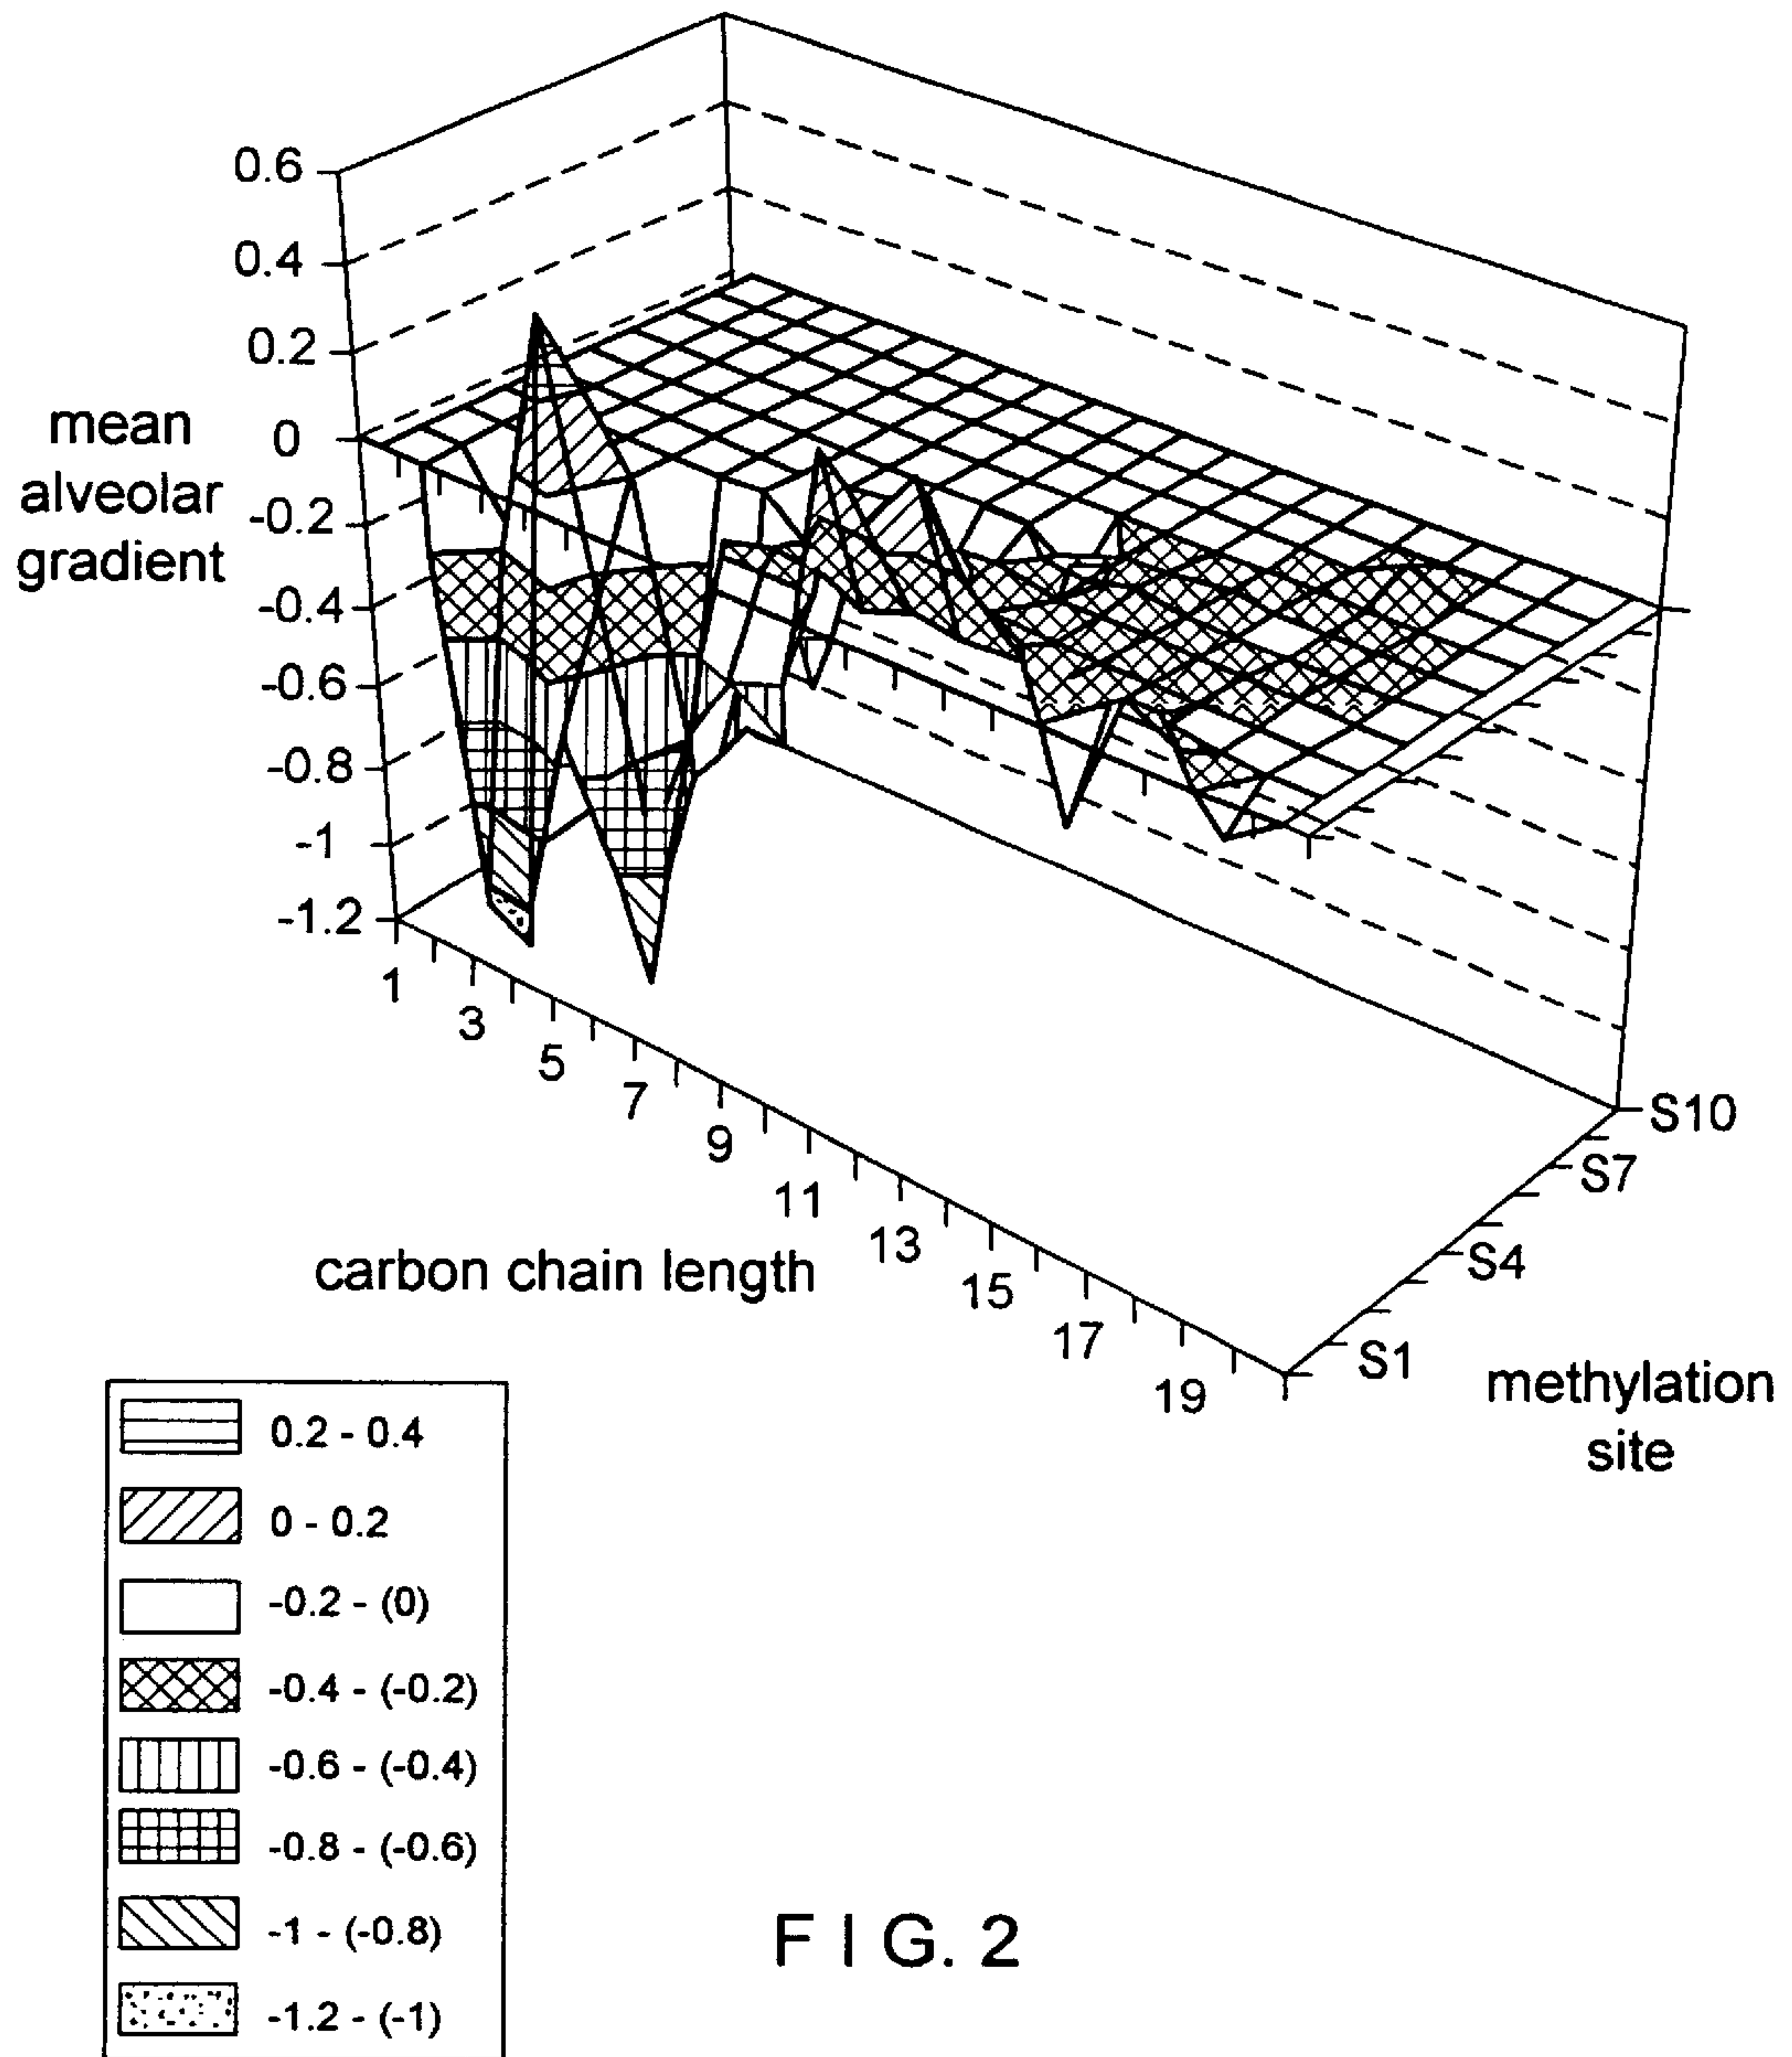 0.6
0.4
0.2
0
-0.2
-0.4
-0.6
-0.8
-1
-1.2
mean
alveolar
gradient
1
3
5
7
9
11
13
15
17
19
carbon chain length
S1
S4
S7
S10
methylation
site
0.2 - 0.4
0 - 0.2
-0.2 - (0)
-0.4 - (-0.2)
-0.6 - (-0.4)
-0.8 - (-0.6)
-1 - (-0.8)
-1.2 - (-1)
F I G. 2